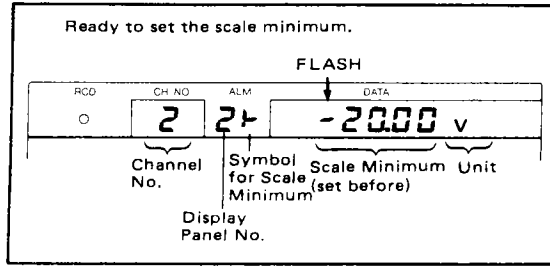 Ready to set the scale minimum.
FLASH
RCD CH. NO ALM DATA
2 2⊢ -20.00 V
Channel No.
Symbol for Scale Minimum
Scale Minimum (set before)
Unit
Display Panel No.